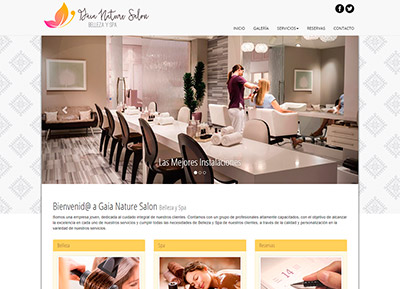 Gaia Nature Salon
BELLEZA Y SPA
INICIO GALERÍA SERVICIOS RESERVAS CONTACTO
Las Mejores Instalaciones
Bienvenid@ a Gaia Nature Salon Belleza y Spa
Somos una empresa joven, dedicada al cuidado integral de nuestros clientes. Contamos con un grupo de profesionales altamente capacitados, con el objetivo de alcanzar
la excelencia en cada uno de nuestros servicios y cumplir todas las necesidades de Belleza y Spa de nuestros clientes, a través de la calidad y personalización en la
variedad de nuestros servicios.
Belleza
Spa
Reservas
14